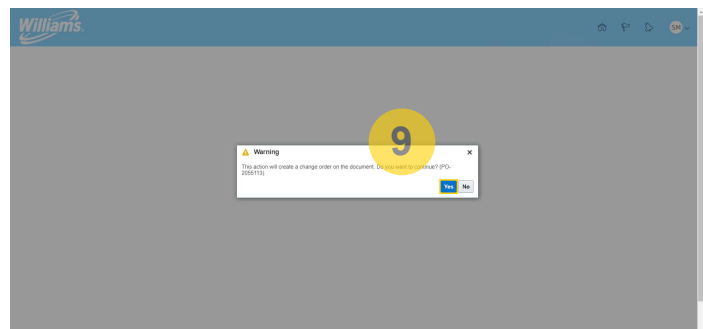 Williams.
SM
9
Warning
This action will create a change order on the document. Do you want to continue? (PO-
2055113)
Yes No